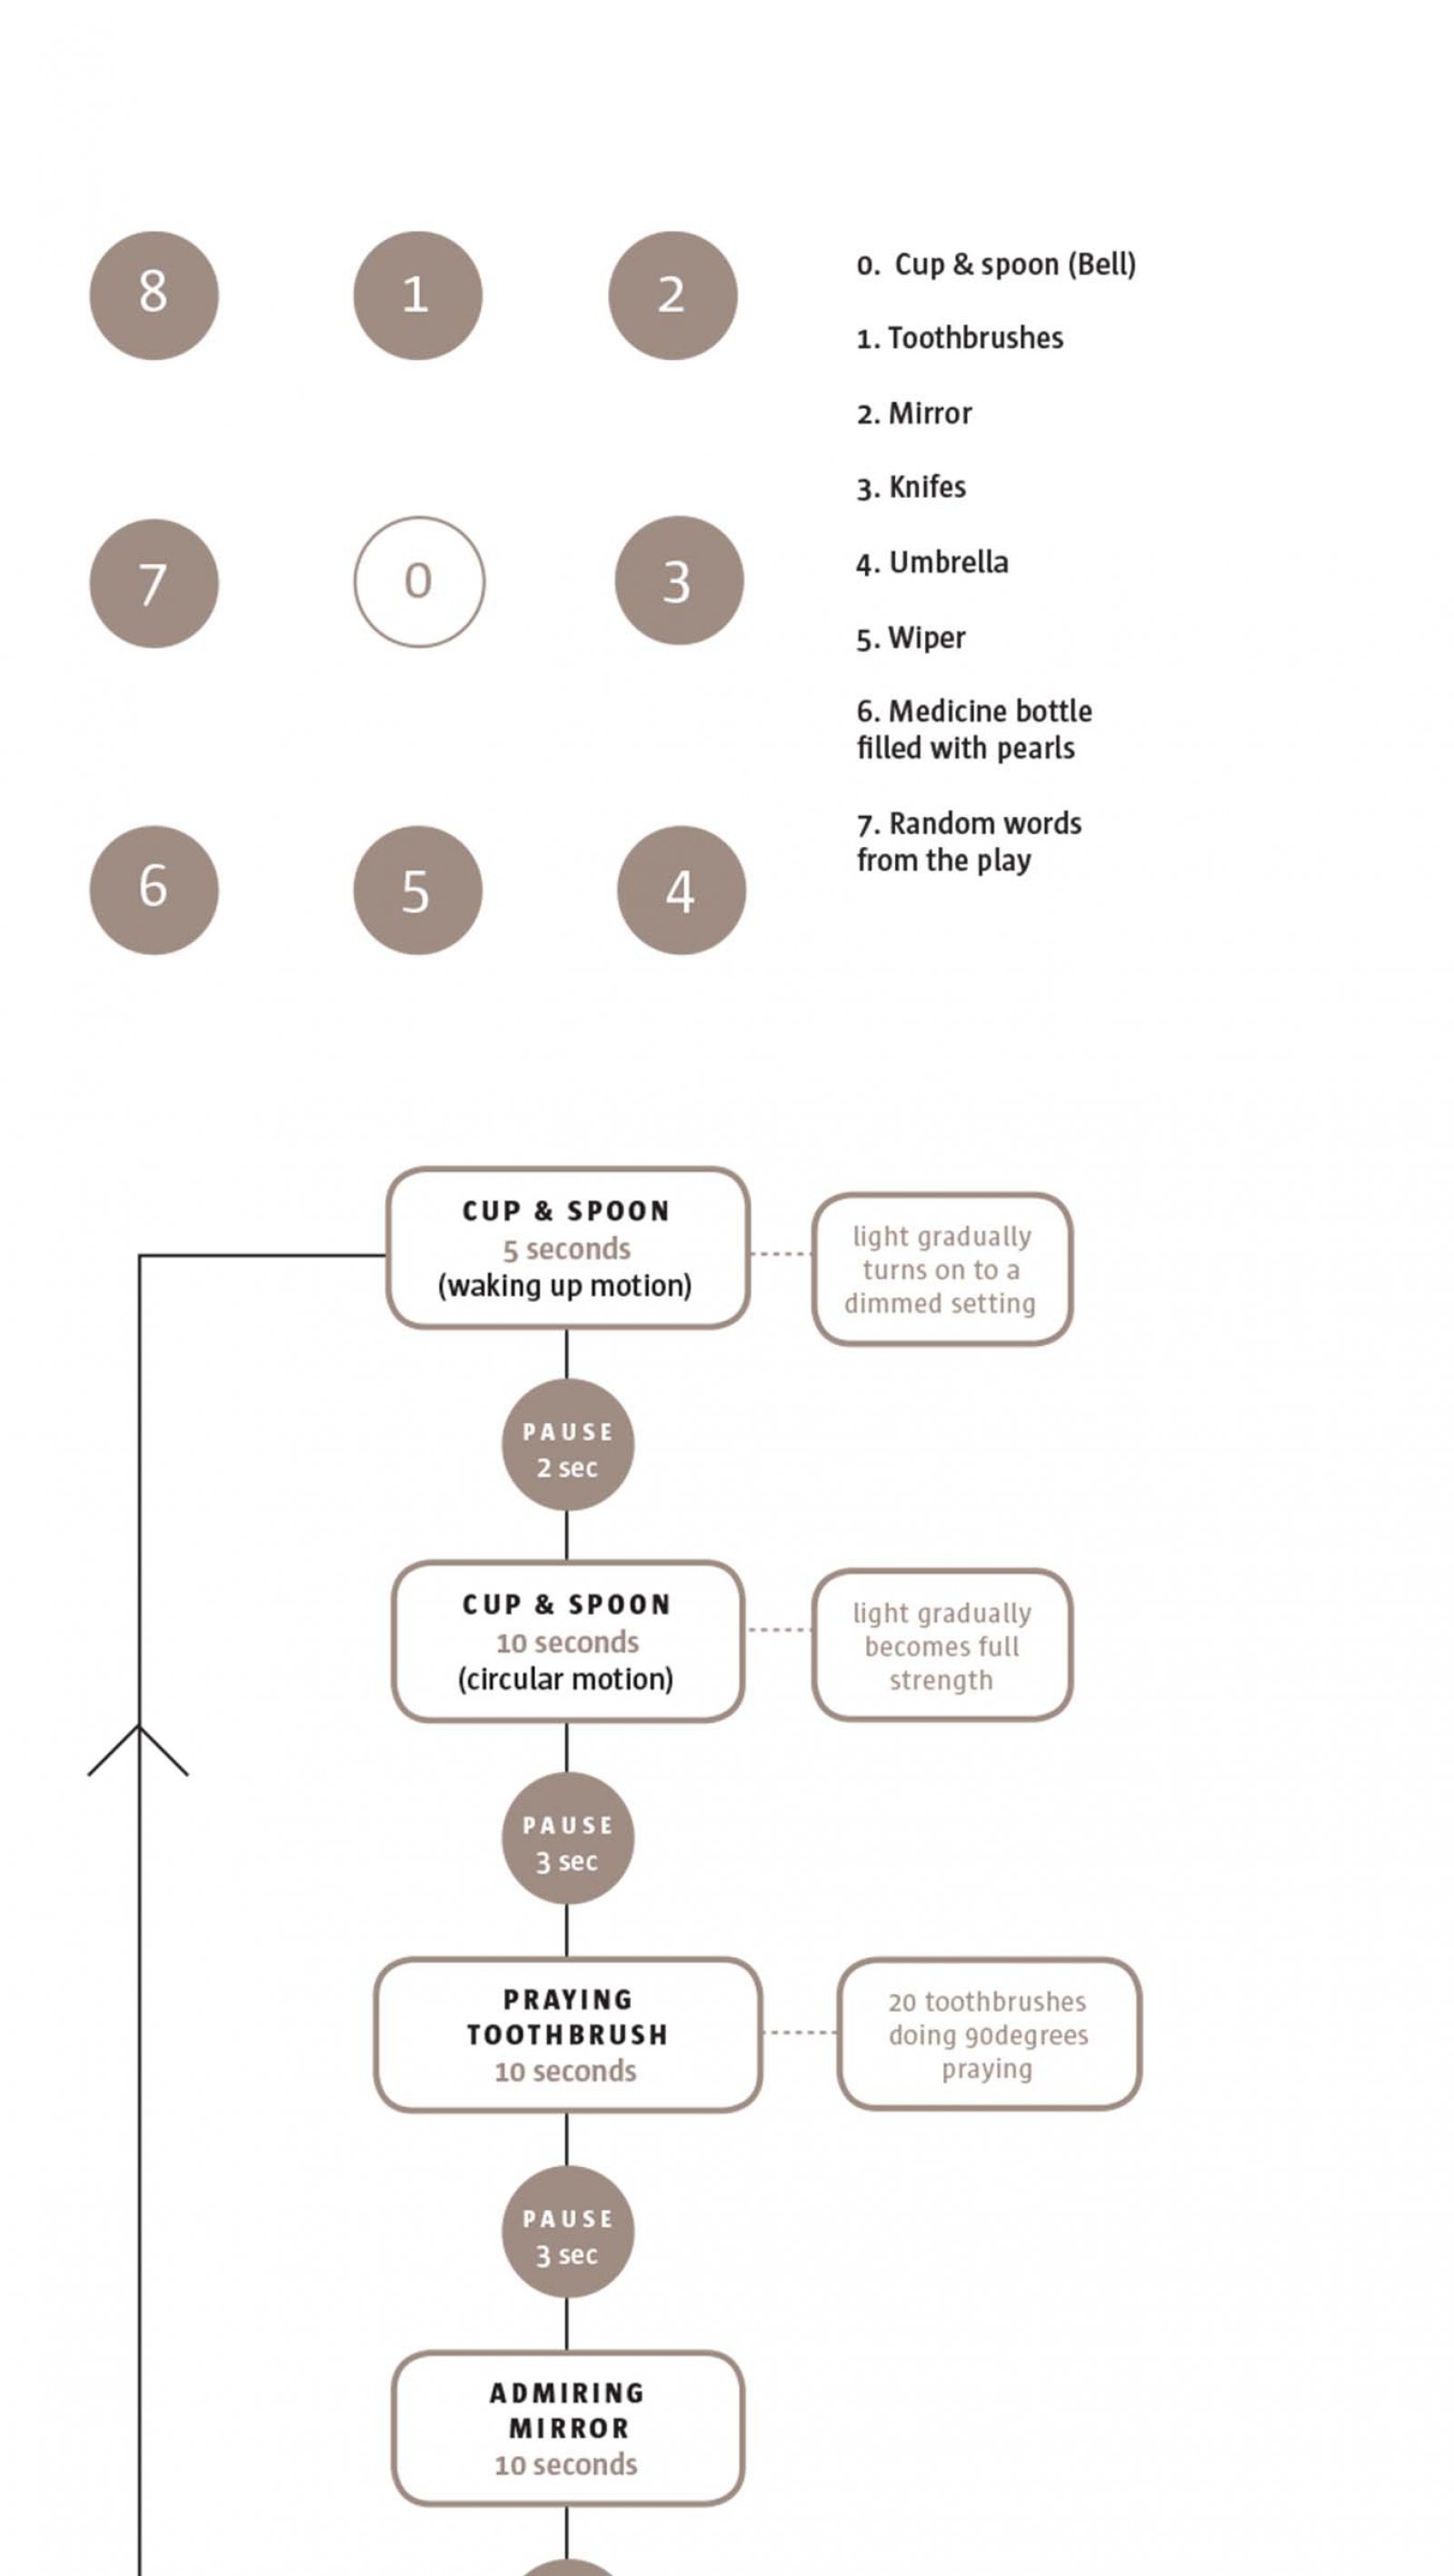 8
1
2
7
0
3
6
5
4
0. Cup & spoon (Bell)
1. Toothbrushes
2. Mirror
3. Knifes
4. Umbrella
5. Wiper
6. Medicine bottle
filled with pearls
7. Random words
from the play
CUP & SPOON
5 seconds
(waking up motion)
light gradually
turns on to a
dimmed setting
PAUSE
2 sec
CUP & SPOON
10 seconds
(circular motion)
light gradually
becomes full
strength
PAUSE
3 sec
PRAYING
TOOTHBRUSH
10 seconds
20 toothbrushes
doing 90degrees
praying
PAUSE
3 sec
ADMIRING
MIRROR
10 seconds